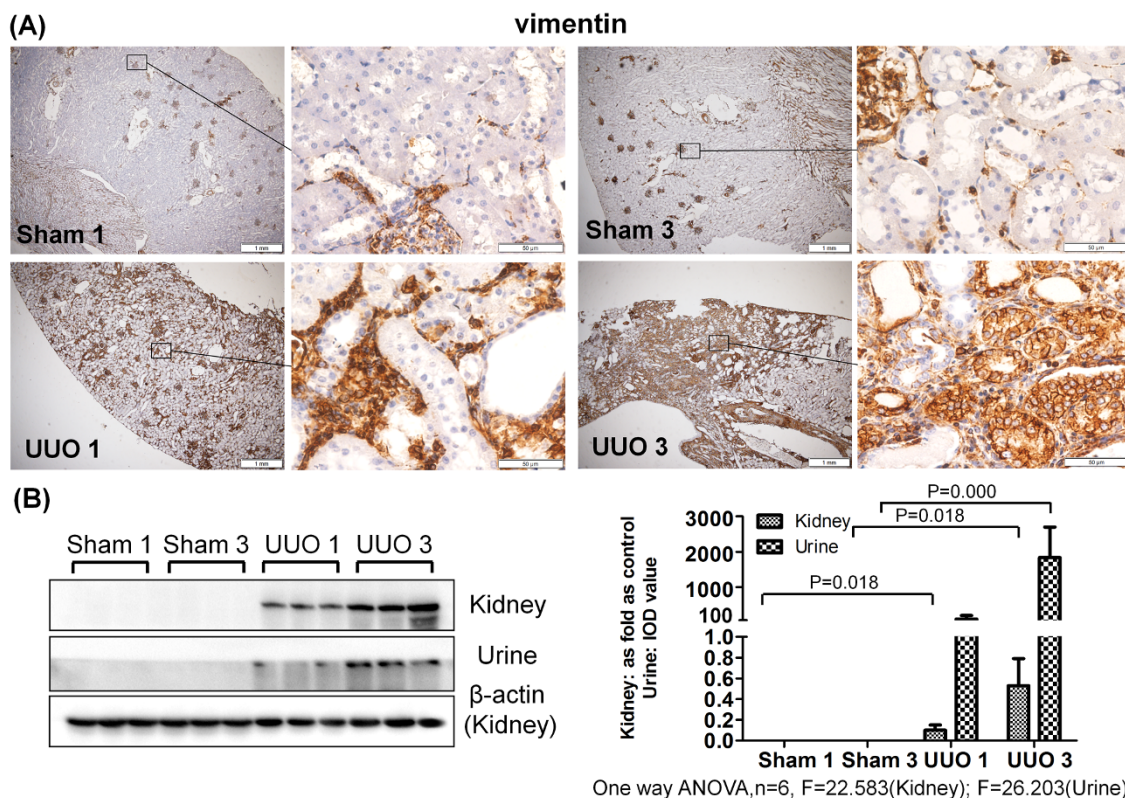 (A)
vimentin
Sham 1
1 mm
50 μm
Sham 3
1 mm
50 μm
UUO 1
1 mm
50 μm
UUO 3
1 mm
50 μm
(B)
Sham 1 Sham 3 UUO 1 UUO 3
Kidney
Urine
β-actin
(Kidney)
P=0.000
P=0.018
P=0.018
Kidney
Urine
Kidney: as fold as control
Urine: IOD value
3000
2000
1000
100
1.0
0.8
0.6
0.4
0.2
0.0
Sham 1 Sham 3 UUO 1 UUO 3
One way ANOVA,n=6, F=22.583(Kidney); F=26.203(Urine)